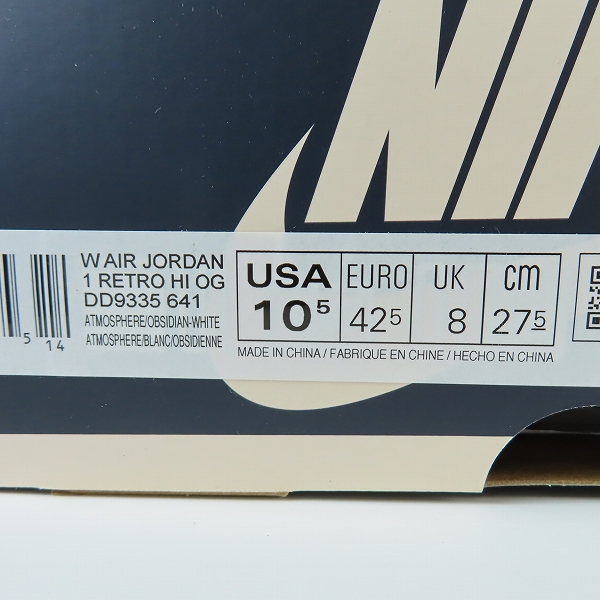 NIK
W AIR JORDAN
1 RETRO HI OG
DD9335 641
ATMOSPHERE/OBSIDIAN-WHITE
ATMOSPHERE/BLANC/OBSIDIENNE
5 14
USA EURO UK cm
10⁵ 42⁵ 8 27⁵
MADE IN CHINA / FABRIQUE EN CHINE / HECHO EN CHINA